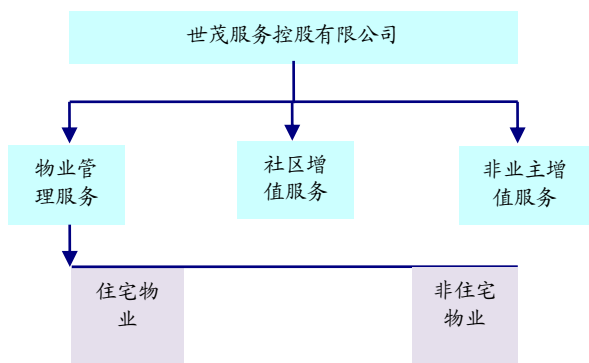 世茂服务控股有限公司
物业管
理服务
社区增
值服务
非业主增
值服务
住宅物
业
非住宅
物业